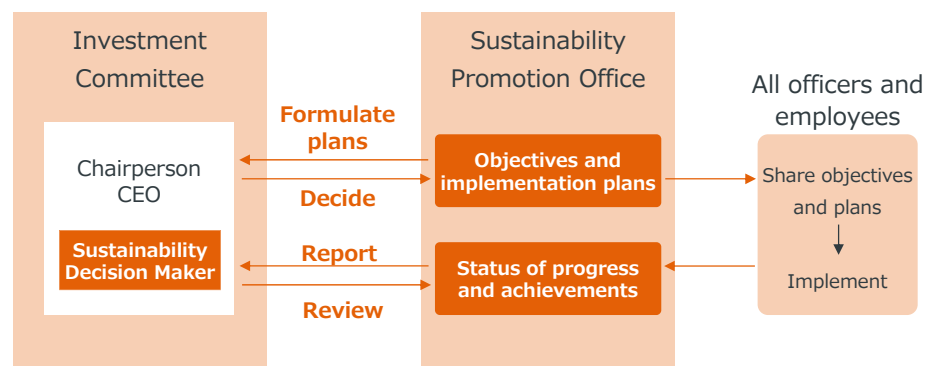 Investment
Committee
Chairperson
CEO
Sustainability
Decision Maker
Formulate
plans
Decide
Report
Review
Sustainability
Promotion Office
Objectives and
implementation plans
Status of progress
and achievements
All officers and
employees
Share objectives
and plans
Implement